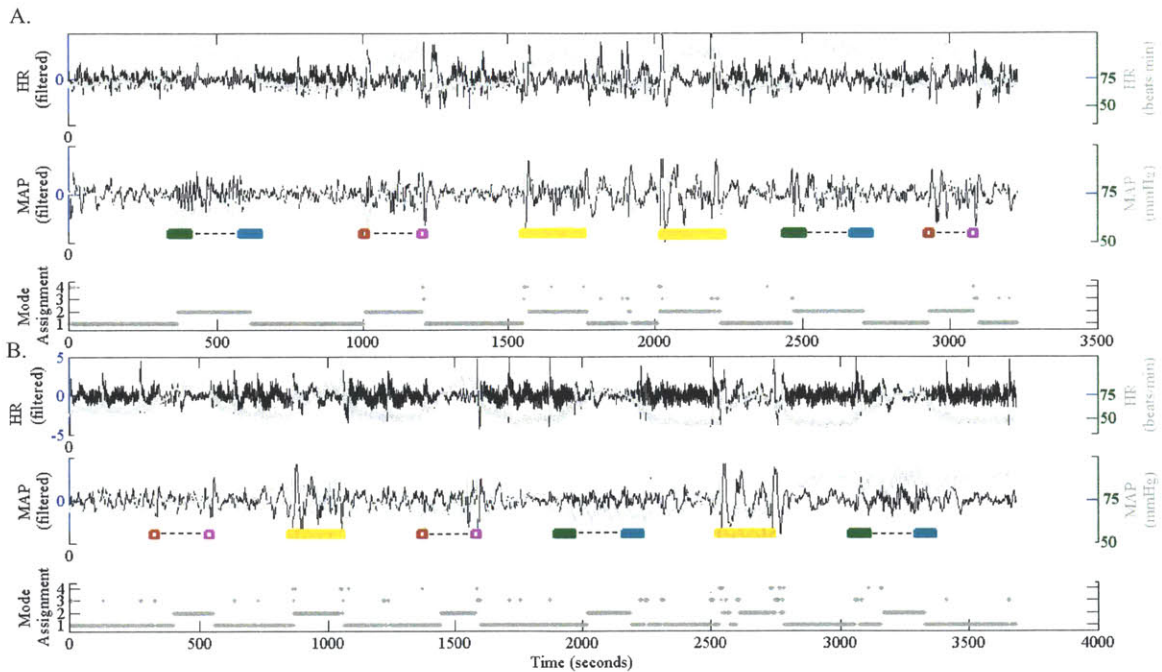 A.
HR
(filtered)
0
0
75
50
HR
(beats/min)
MAP
(filtered)
0
0
75
50
MAP
(mmHg)
Mode
Assignment
4
3
2
1
0 500 1000 1500 2000 2500 3000 3500
B.
HR
(filtered)
5
0
-5
0
75
50
HR
(beats/min)
MAP
(filtered)
0
0
75
50
MAP
(mmHg)
Mode
Assignment
4
3
2
1
0 500 1000 1500 2000 2500 3000 3500 4000
Time (seconds)